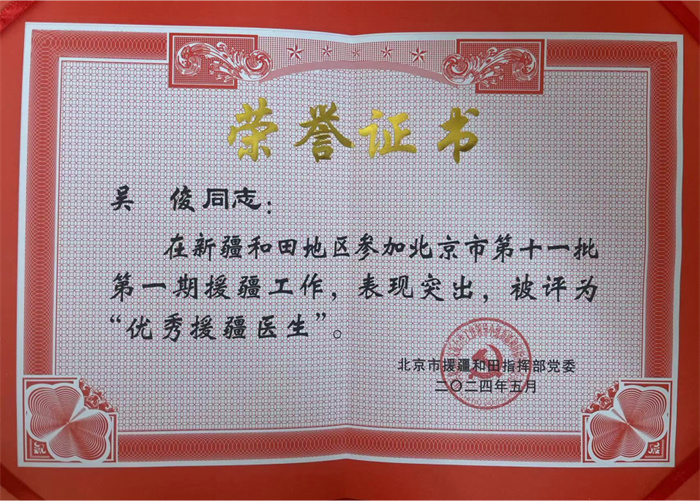 荣誉证书
吴 俊同志：
在新疆和田地区参加北京市第十一批
第一期援疆工作，表现突出，被评为
“优秀援疆医生”。
北京市援疆和田指挥部党委
二〇二四年五月